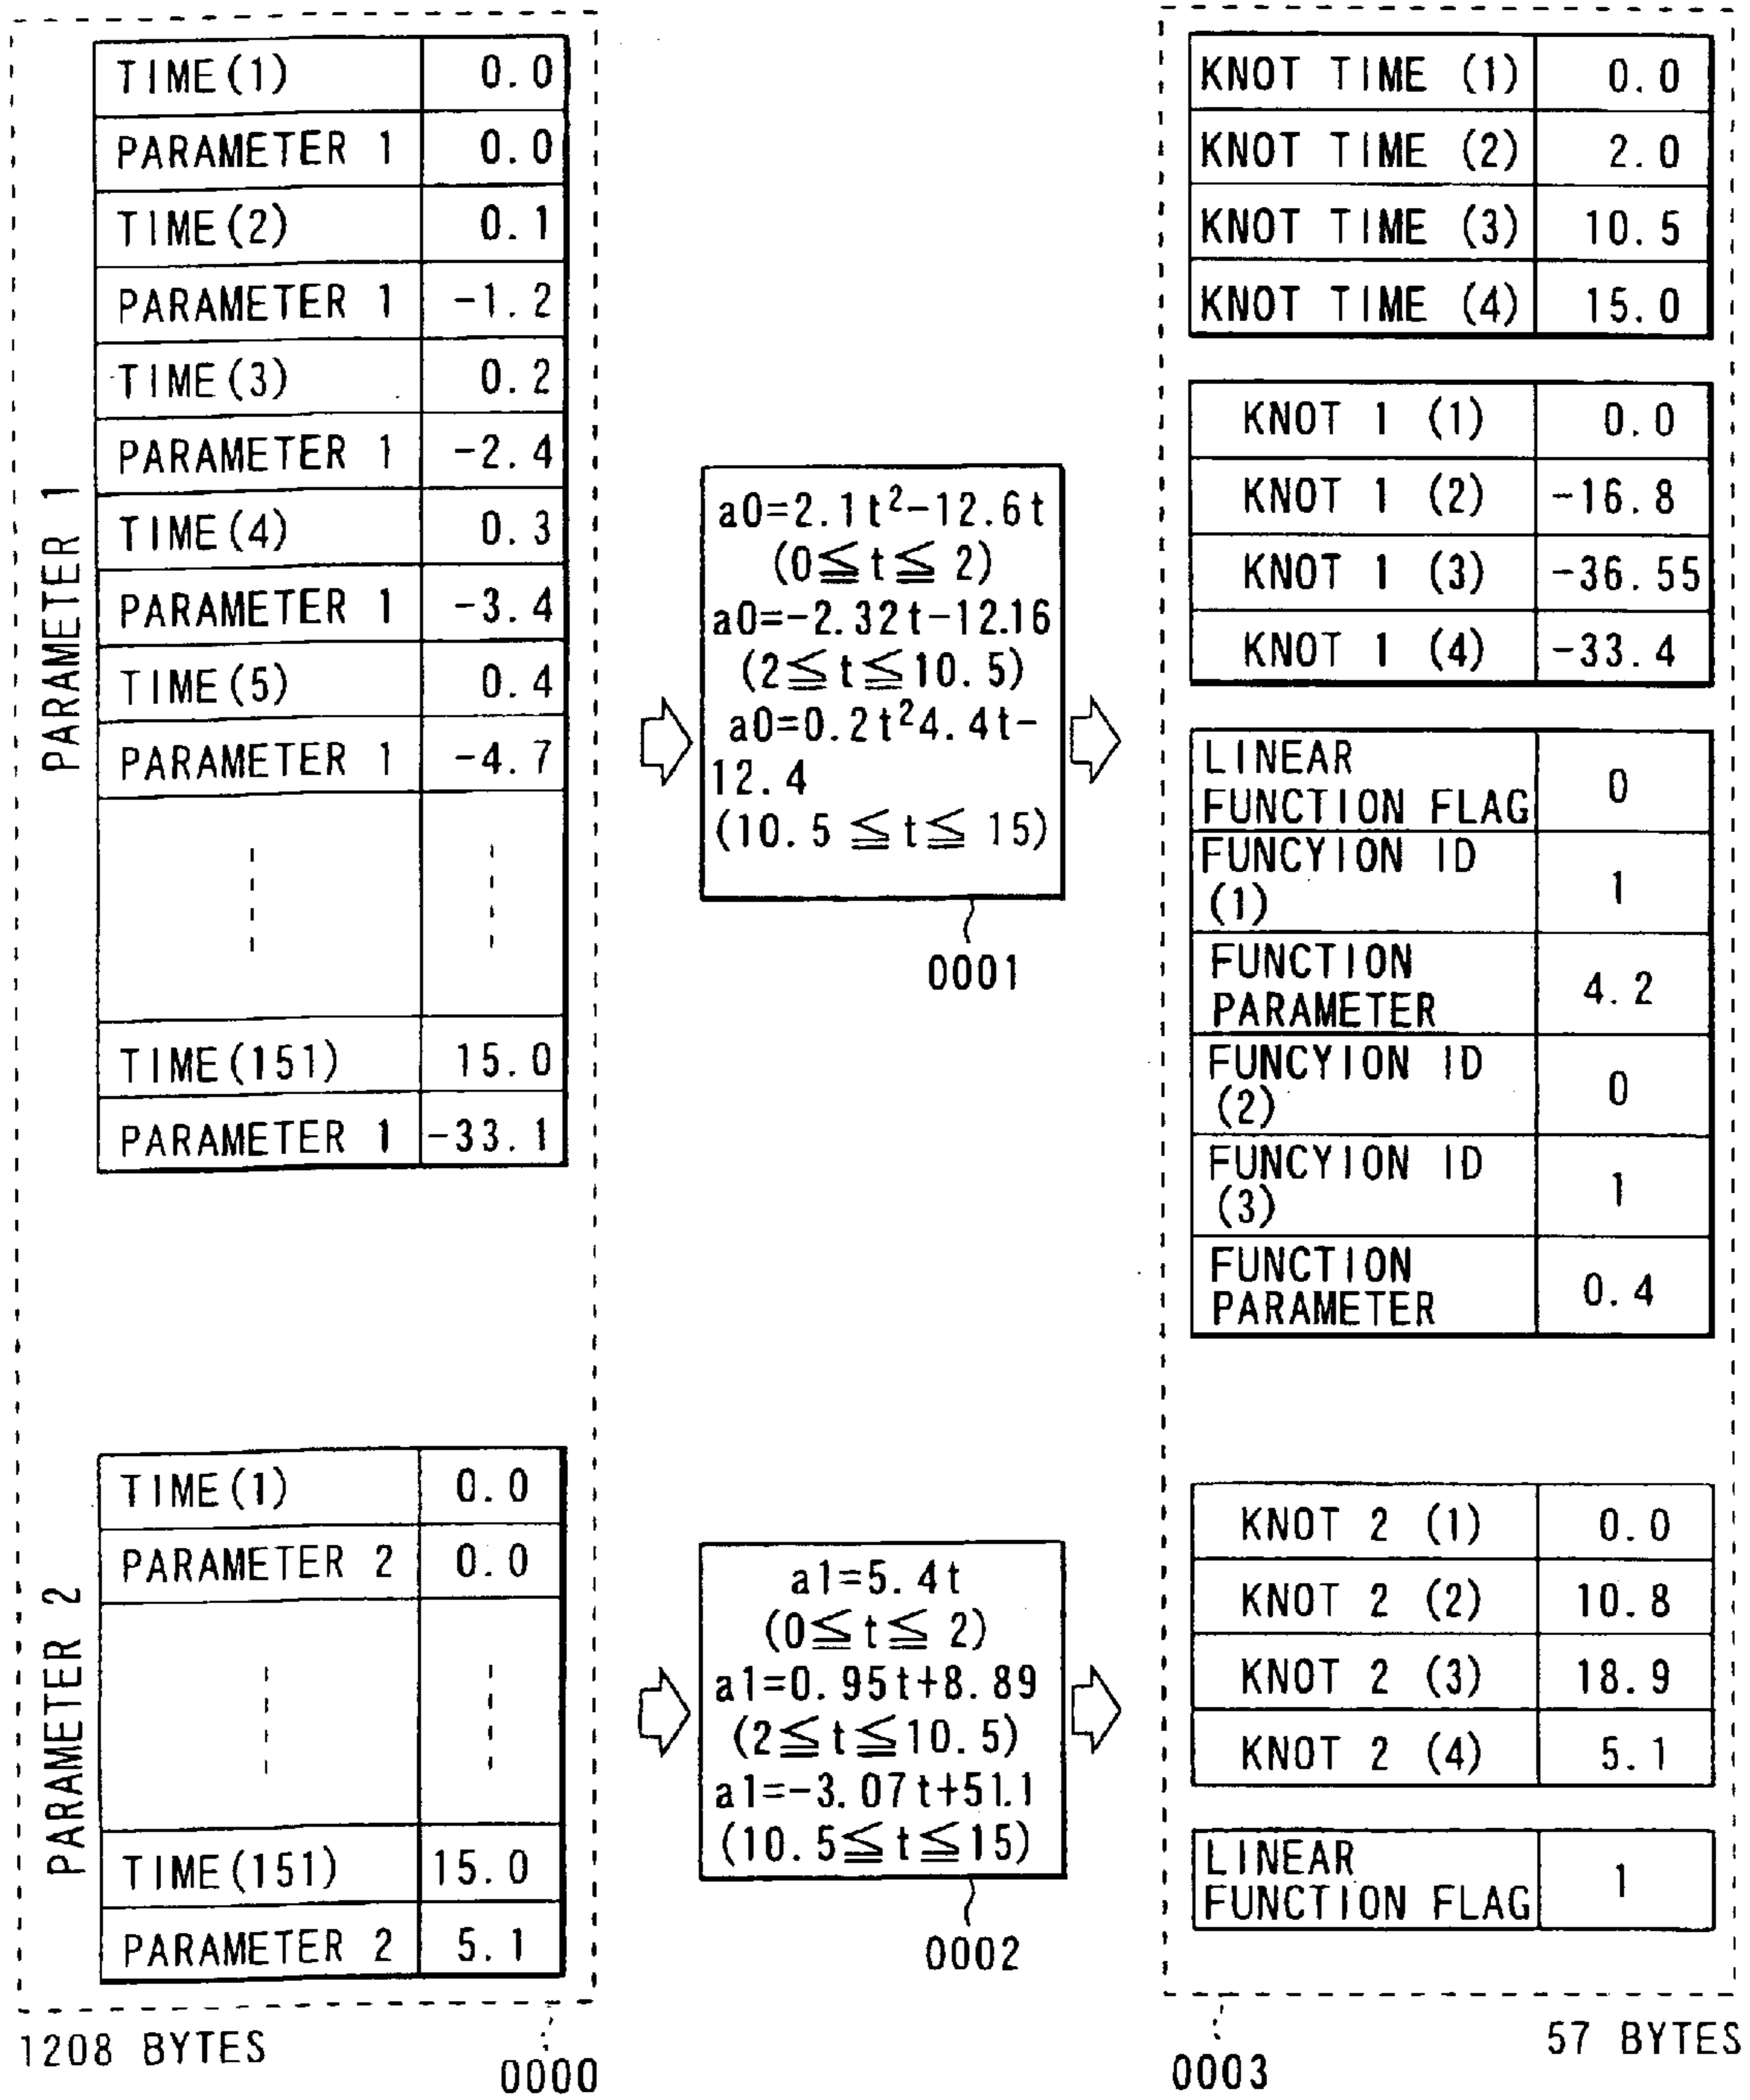 PARAMETER 1
TIME(1) 0.0
PARAMETER 1 0.0
TIME(2) 0.1
PARAMETER 1 -1.2
TIME(3) 0.2
PARAMETER 1 -2.4
TIME(4) 0.3
PARAMETER 1 -3.4
TIME(5) 0.4
PARAMETER 1 -4.7
TIME(151) 15.0
PARAMETER 1 -33.1
PARAMETER 2
TIME(1) 0.0
PARAMETER 2 0.0
TIME(151) 15.0
PARAMETER 2 5.1
1208 BYTES
0000
a0=2.1t²-12.6t
(0≦t≦2)
a0=-2.32t-12.16
(2≦t≦10.5)
a0=0.2t²4.4t-
12.4
(10.5≦t≦15)
0001
a1=5.4t
(0≦t≦2)
a1=0.95t+8.89
(2≦t≦10.5)
a1=-3.07t+51.1
(10.5≦t≦15)
0002
KNOT TIME (1) 0.0
KNOT TIME (2) 2.0
KNOT TIME (3) 10.5
KNOT TIME (4) 15.0
KNOT 1 (1) 0.0
KNOT 1 (2) -16.8
KNOT 1 (3) -36.55
KNOT 1 (4) -33.4
LINEAR
FUNCTION FLAG 0
FUNCYION ID
(1) 1
FUNCTION
PARAMETER 4.2
FUNCYION ID
(2) 0
FUNCYION ID
(3) 1
FUNCTION
PARAMETER 0.4
KNOT 2 (1) 0.0
KNOT 2 (2) 10.8
KNOT 2 (3) 18.9
KNOT 2 (4) 5.1
LINEAR
FUNCTION FLAG 1
0003
57 BYTES